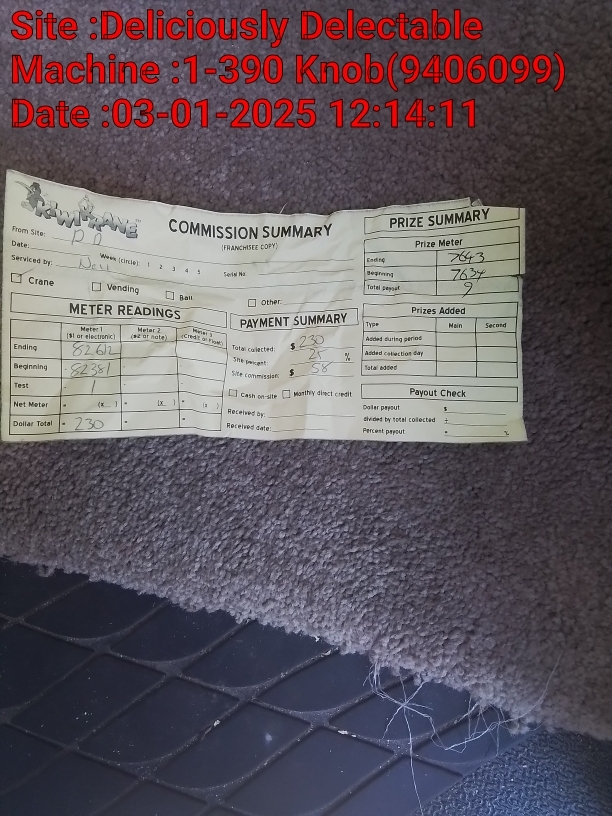 Site :Deliciously Delectable
Machine :1-390 Knob(9406099)
Date :03-01-2025 12:14:11
KIWIKRANE
COMMISSION SUMMARY
(FRANCHISEE COPY)
From Site: D D
Date:
Week (circle): 1 2 3 4 5
Serviced by:
Serial No:
Crane
Vending
Ball
Other:
METER READINGS
Meter 1 Meter 2 Meter 3
($1 or electronic) ($2 or note) (Credit or Float)
Ending 82612
Beginning 82381
Test 1
Net Meter = (x ) = (x ) = (x )
Dollar Total = 230 = =
PAYMENT SUMMARY
Total collected: $ 230
Site percent: 25 %
Site commission: $ 58
Cash on-site Monthly direct credit
Received by:
Received date:
PRIZE SUMMARY
Prize Meter
Ending 7643
Beginning 7634
Total payout 9
Prizes Added
Type Main Second
Added during period
Added collection day
Total added
Payout Check
Dollar payout $
divided by total collected ÷
Percent payout = %